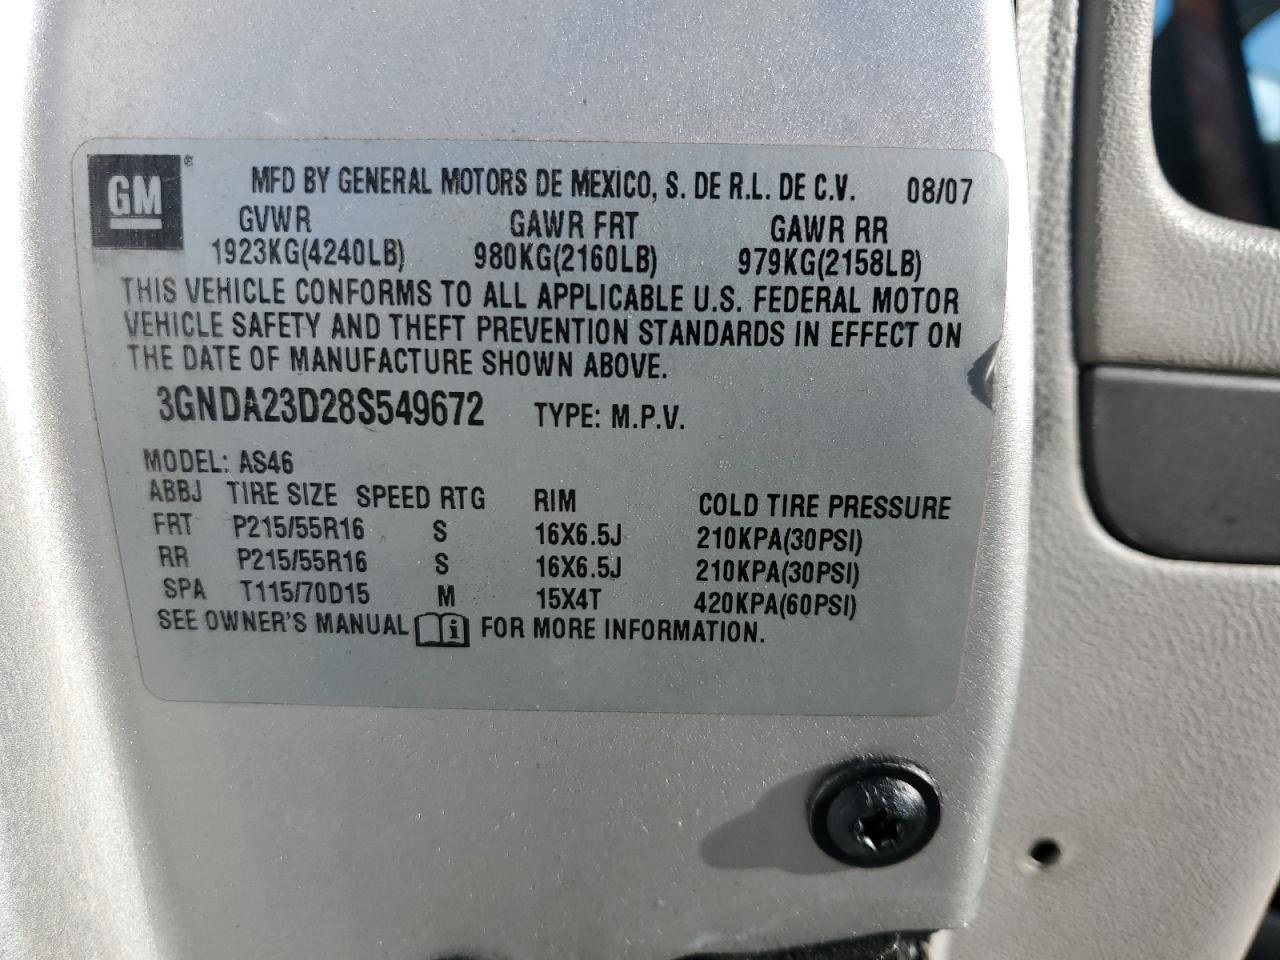 GM®
MFD BY GENERAL MOTORS DE MEXICO, S. DE R.L. DE C.V. 08/07
GVWR GAWR FRT GAWR RR
1923KG(4240LB) 980KG(2160LB) 979KG(2158LB)
THIS VEHICLE CONFORMS TO ALL APPLICABLE U.S. FEDERAL MOTOR
VEHICLE SAFETY AND THEFT PREVENTION STANDARDS IN EFFECT ON
THE DATE OF MANUFACTURE SHOWN ABOVE.
3GNDA23D28S549672 TYPE: M.P.V.
MODEL: AS46
ABBJ TIRE SIZE SPEED RTG RIM COLD TIRE PRESSURE
FRT P215/55R16 S 16X6.5J 210KPA(30PSI)
RR P215/55R16 S 16X6.5J 210KPA(30PSI)
SPA T115/70D15 M 15X4T 420KPA(60PSI)
SEE OWNER'S MANUAL i FOR MORE INFORMATION.